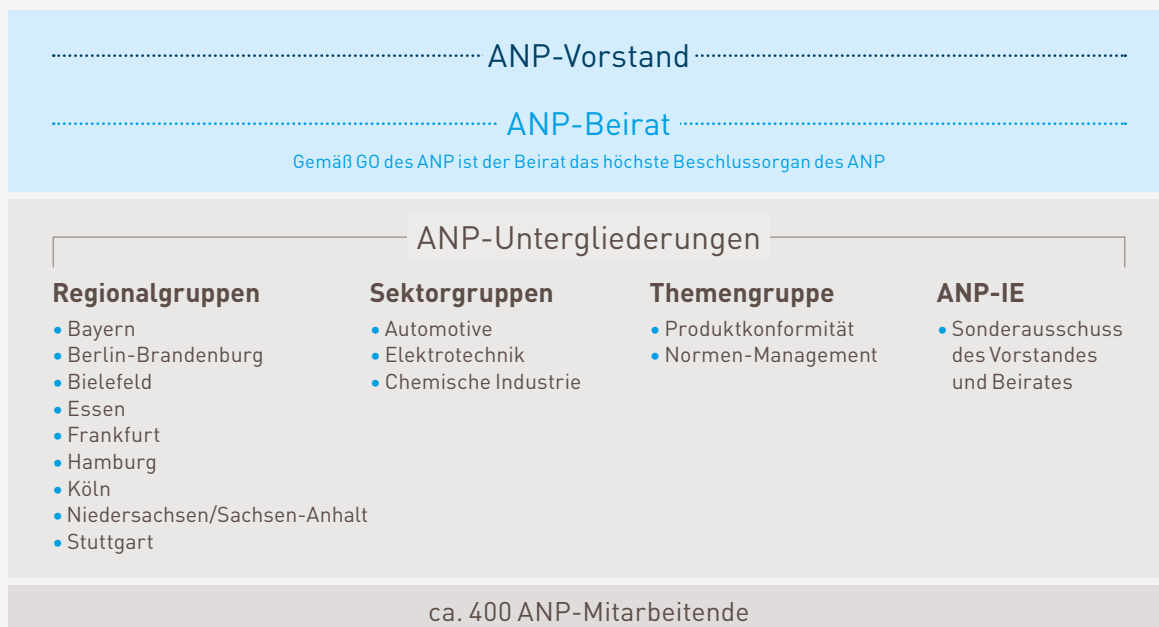 ANP-Vorstand
ANP-Beirat
Gemäß GO des ANP ist der Beirat das höchste Beschlussorgan des ANP
ANP-Untergliederungen
Regionalgruppen
• Bayern
• Berlin-Brandenburg
• Bielefeld
• Essen
• Frankfurt
• Hamburg
• Köln
• Niedersachsen/Sachsen-Anhalt
• Stuttgart
Sektorgruppen
• Automotive
• Elektrotechnik
• Chemische Industrie
Themengruppe
• Produktkonformität
• Normen-Management
ANP-IE
• Sonderausschuss
des Vorstandes
und Beirates
ca. 400 ANP-Mitarbeitende